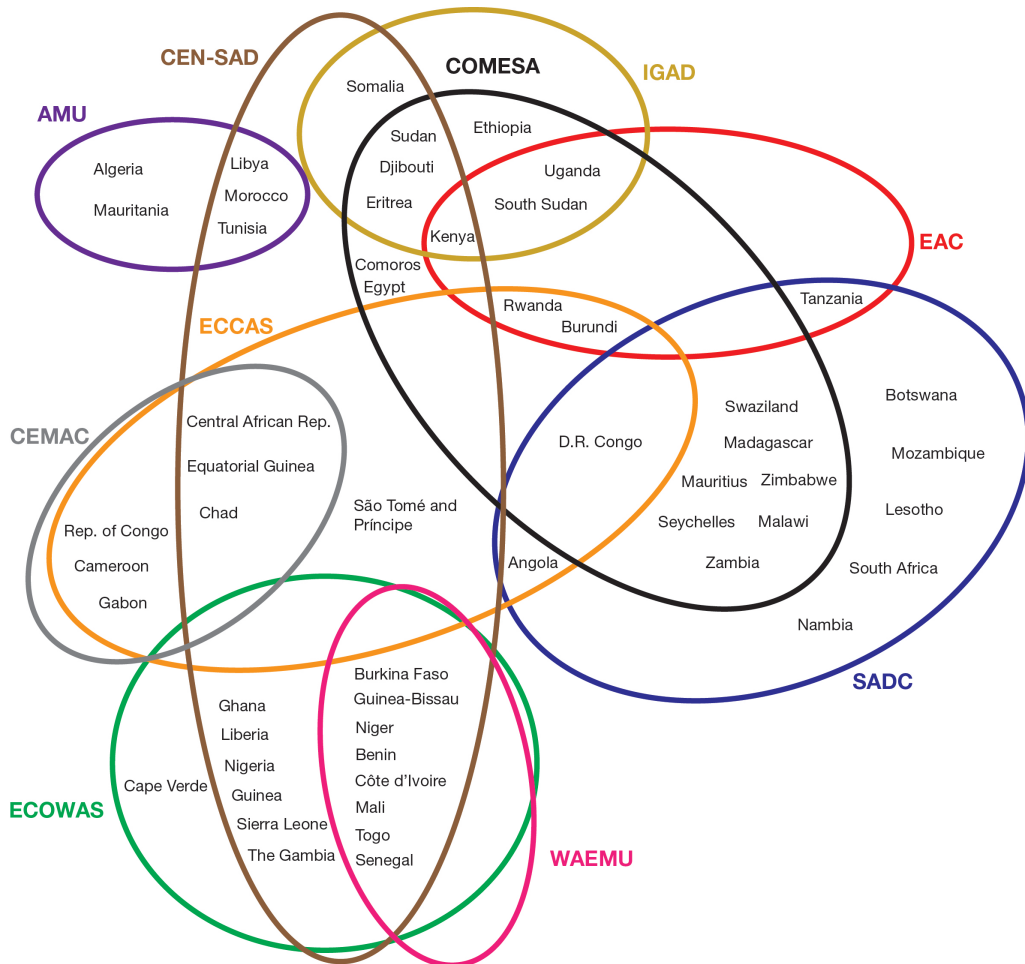 CEN-SAD
COMESA
IGAD
Somalia
AMU
Sudan
Ethiopia
Algeria
Libya
Djibouti
Uganda
Morocco
Eritrea
South Sudan
Mauritania
Tunisia
Kenya
EAC
Comoros
Egypt
Rwanda
Tanzania
ECCAS
Burundi
Botswana
Swaziland
CEMAC
Central African Rep.
D.R. Congo
Madagascar
Mozambique
Equatorial Guinea
Mauritius
Zimbabwe
Chad
São Tomé and
Príncipe
Seychelles
Malawi
Lesotho
Rep. of Congo
Cameroon
Angola
Zambia
South Africa
Gabon
Nambia
Burkina Faso
SADC
Ghana
Guinea-Bissau
Liberia
Niger
Nigeria
Benin
Cape Verde
Guinea
Côte d'Ivoire
ECOWAS
Sierra Leone
Mali
Togo
The Gambia
Senegal
WAEMU